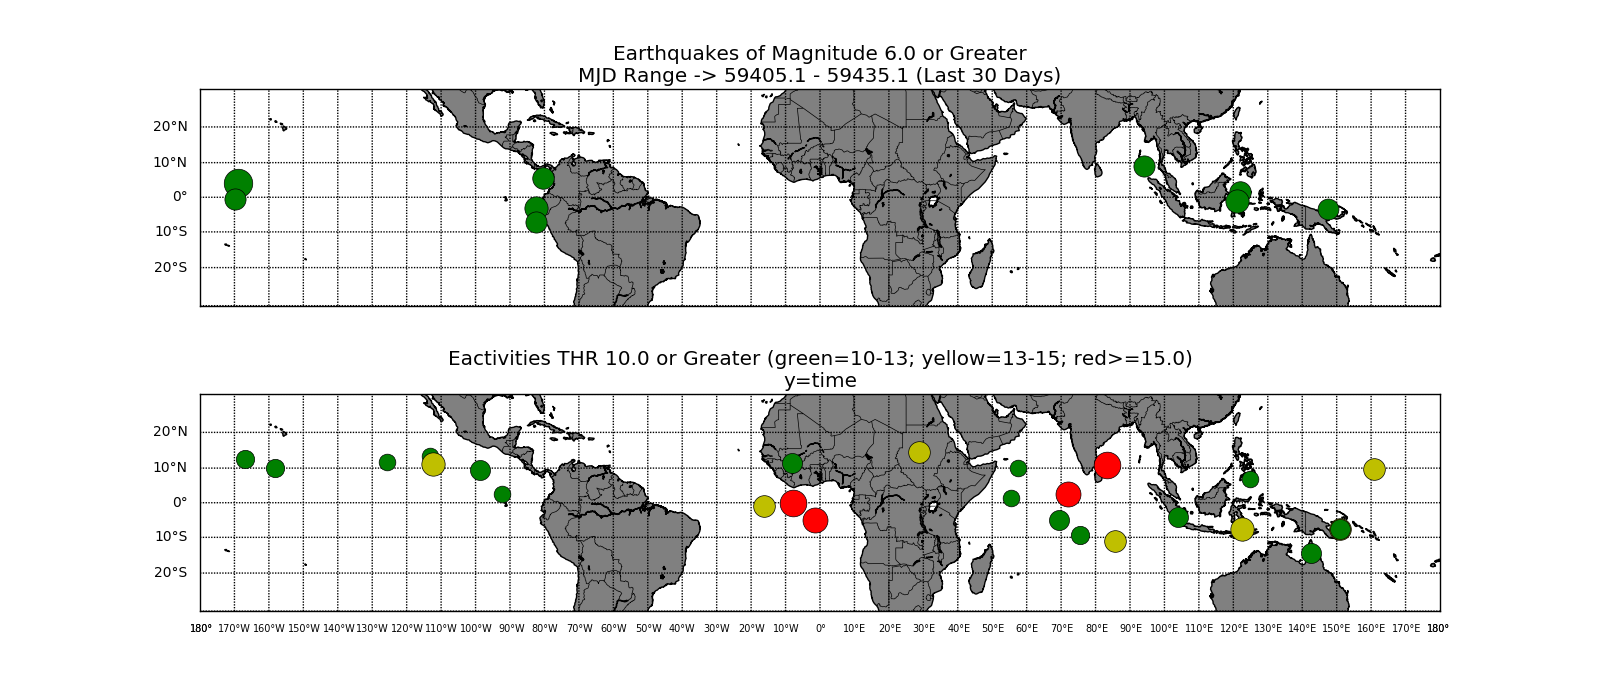 Earthquakes of Magnitude 6.0 or Greater
MJD Range -> 59405.1 - 59435.1 (Last 30 Days)
20°N
10°N
0°
10°S
20°S
Eactivities THR 10.0 or Greater (green=10-13; yellow=13-15; red>=15.0)
y=time
20°N
10°N
0°
10°S
20°S
180° 170°W 160°W 150°W 140°W 130°W 120°W 110°W 100°W 90°W 80°W 70°W 60°W 50°W 40°W 30°W 20°W 10°W 0° 10°E 20°E 30°E 40°E 50°E 60°E 70°E 80°E 90°E 100°E 110°E 120°E 130°E 140°E 150°E 160°E 170°E 180°